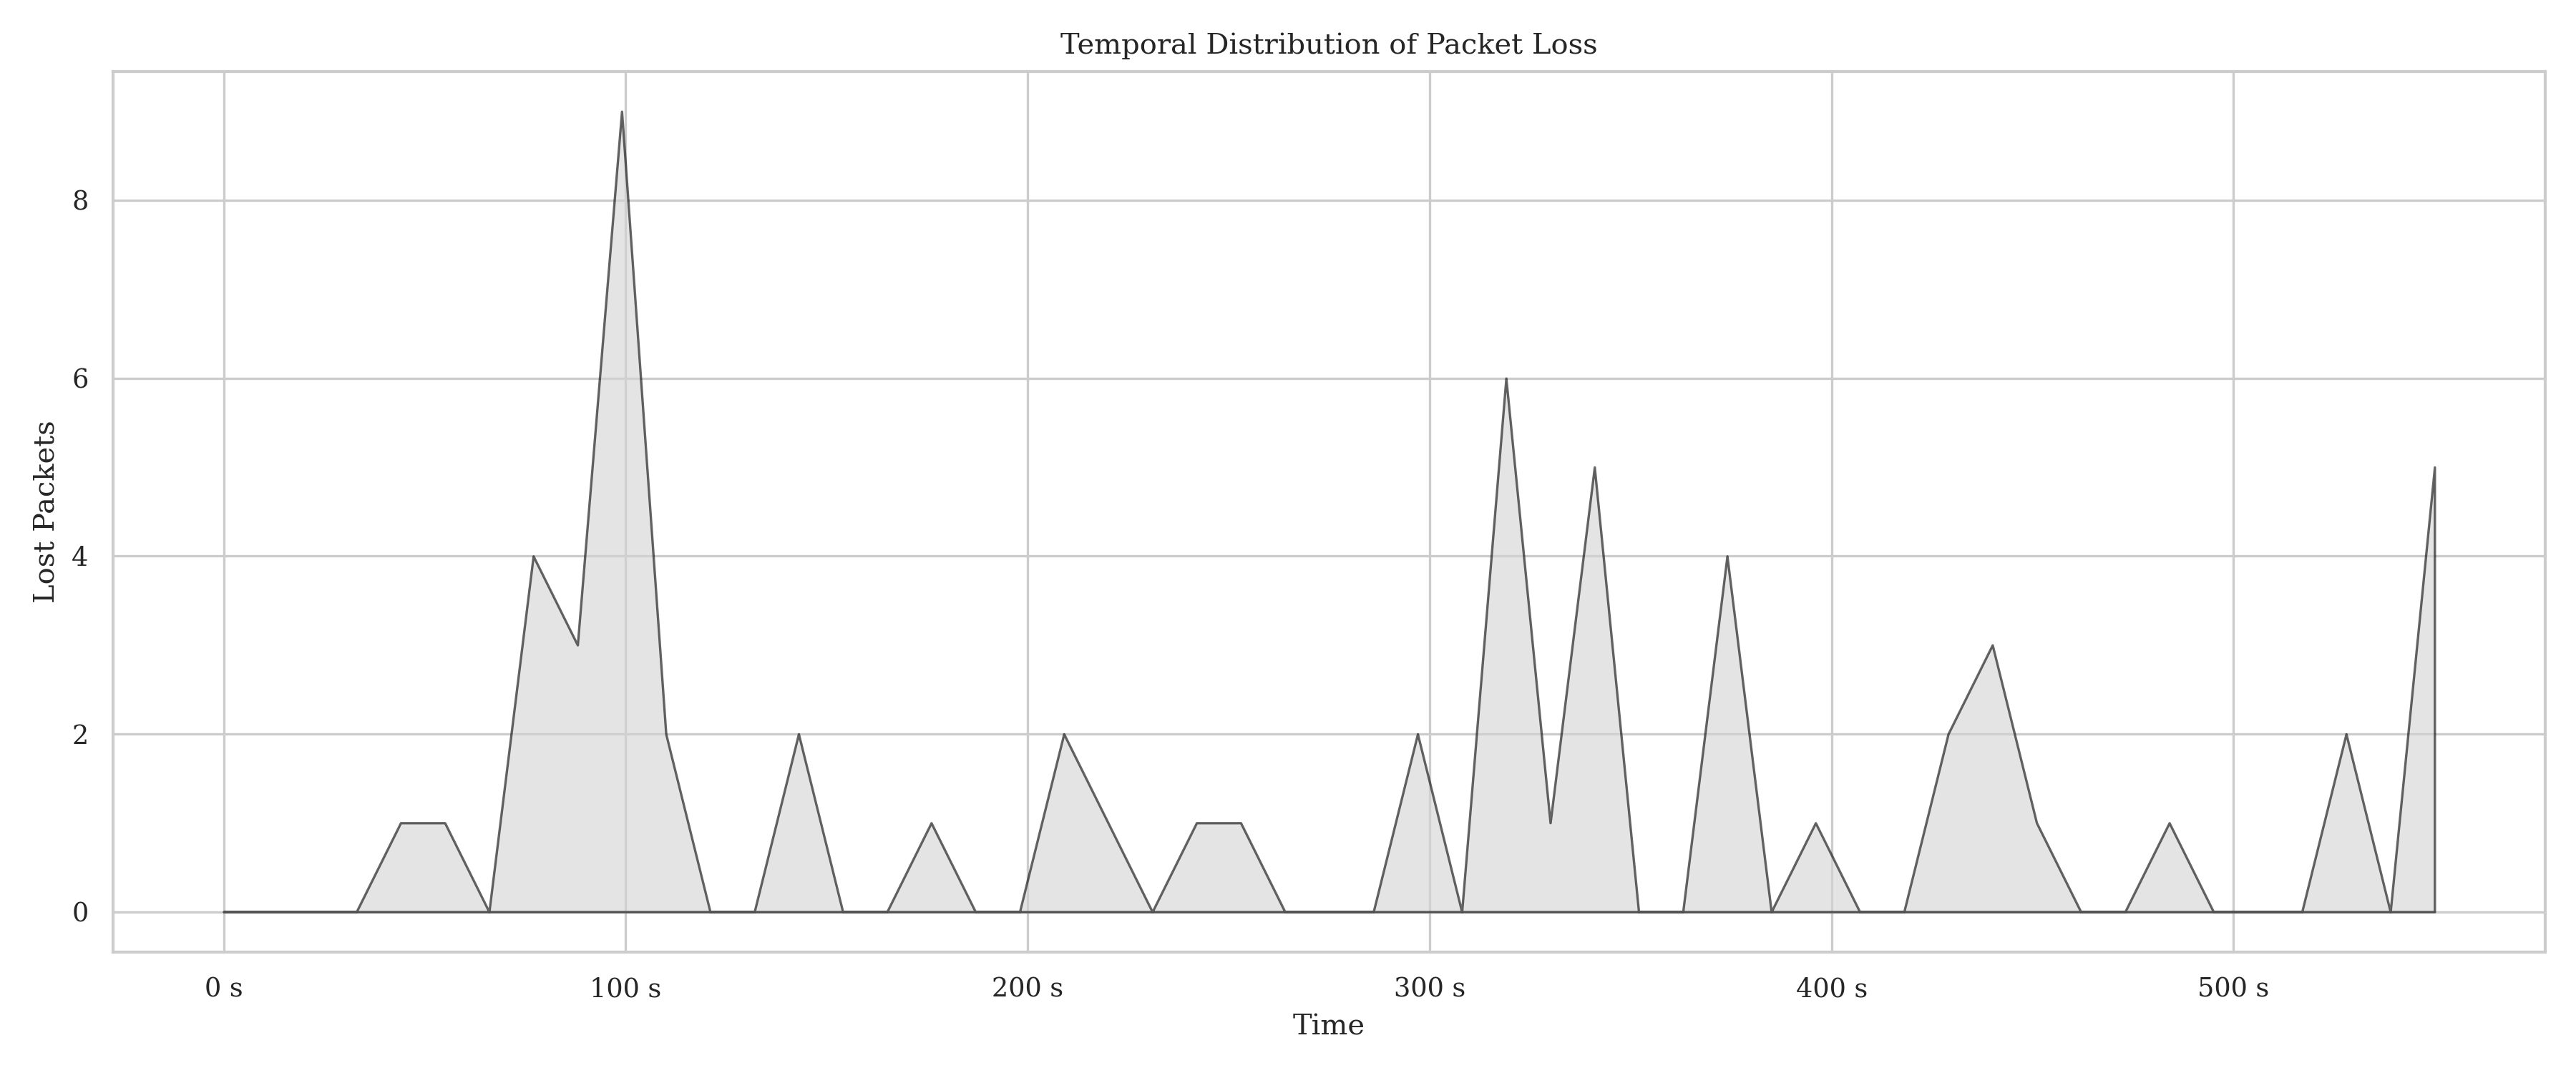 Temporal Distribution of Packet Loss
Lost Packets
8
6
4
2
0
0 s
100 s
200 s
300 s
400 s
500 s
Time